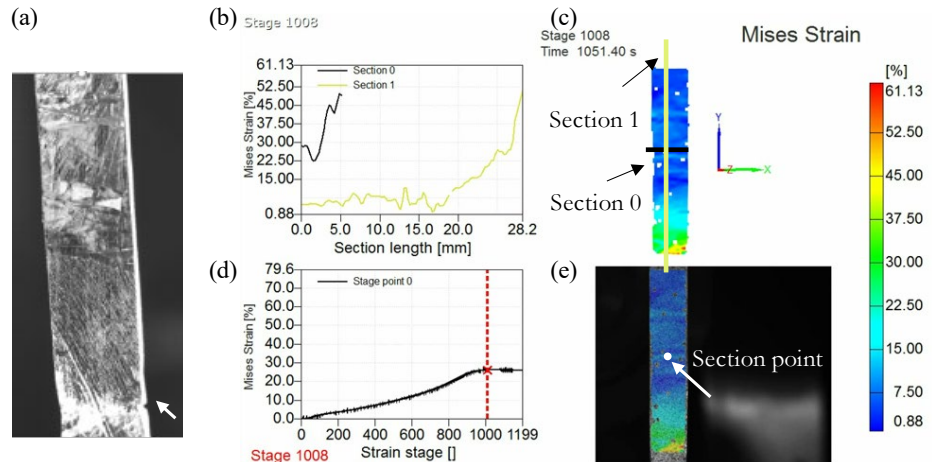 (a)
(b)
Stage 1008
61.13
52.50
45.00
37.50
30.00
22.50
15.00
0.88
Mises Strain [%]
Section 0
Section 1
0.0
5.0
10.0
15.0
20.0
28.2
Section length [mm]
(c)
Stage 1008
Time 1051.40 s
Mises Strain
Section 1
Section 0
Y
Z
X
[%]
61.13
52.50
45.00
37.50
30.00
22.50
15.00
7.50
0.88
(d)
79.6
70.0
60.0
50.0
40.0
30.0
20.0
10.0
0.0
Mises Strain [%]
Stage point 0
0
200
400
600
800
1000
1199
Stage 1008
Strain stage []
(e)
Section point